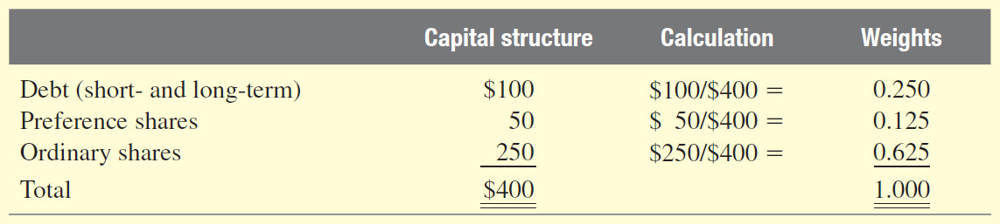 Capital structure Calculation Weights
Debt (short- and long-term) $100 $100/$400 = 0.250
Preference shares 50 $ 50/$400 = 0.125
Ordinary shares 250 $250/$400 = 0.625
Total $400 1.000